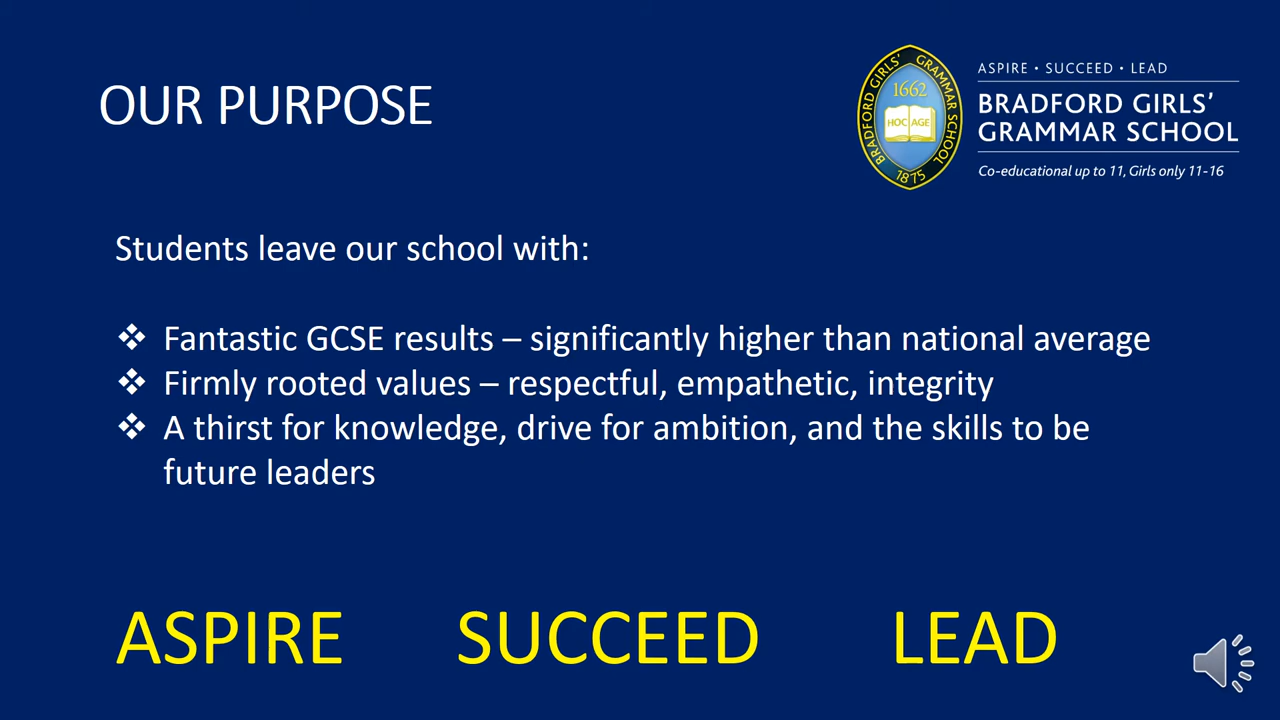 OUR PURPOSE
BRADFORD GIRLS' GRAMMAR SCHOOL
1662
HOC AGE
1875
ASPIRE • SUCCEED • LEAD
BRADFORD GIRLS'
GRAMMAR SCHOOL
Co-educational up to 11, Girls only 11-16
Students leave our school with:
❖ Fantastic GCSE results – significantly higher than national average
❖ Firmly rooted values – respectful, empathetic, integrity
❖ A thirst for knowledge, drive for ambition, and the skills to be
future leaders
ASPIRE SUCCEED LEAD